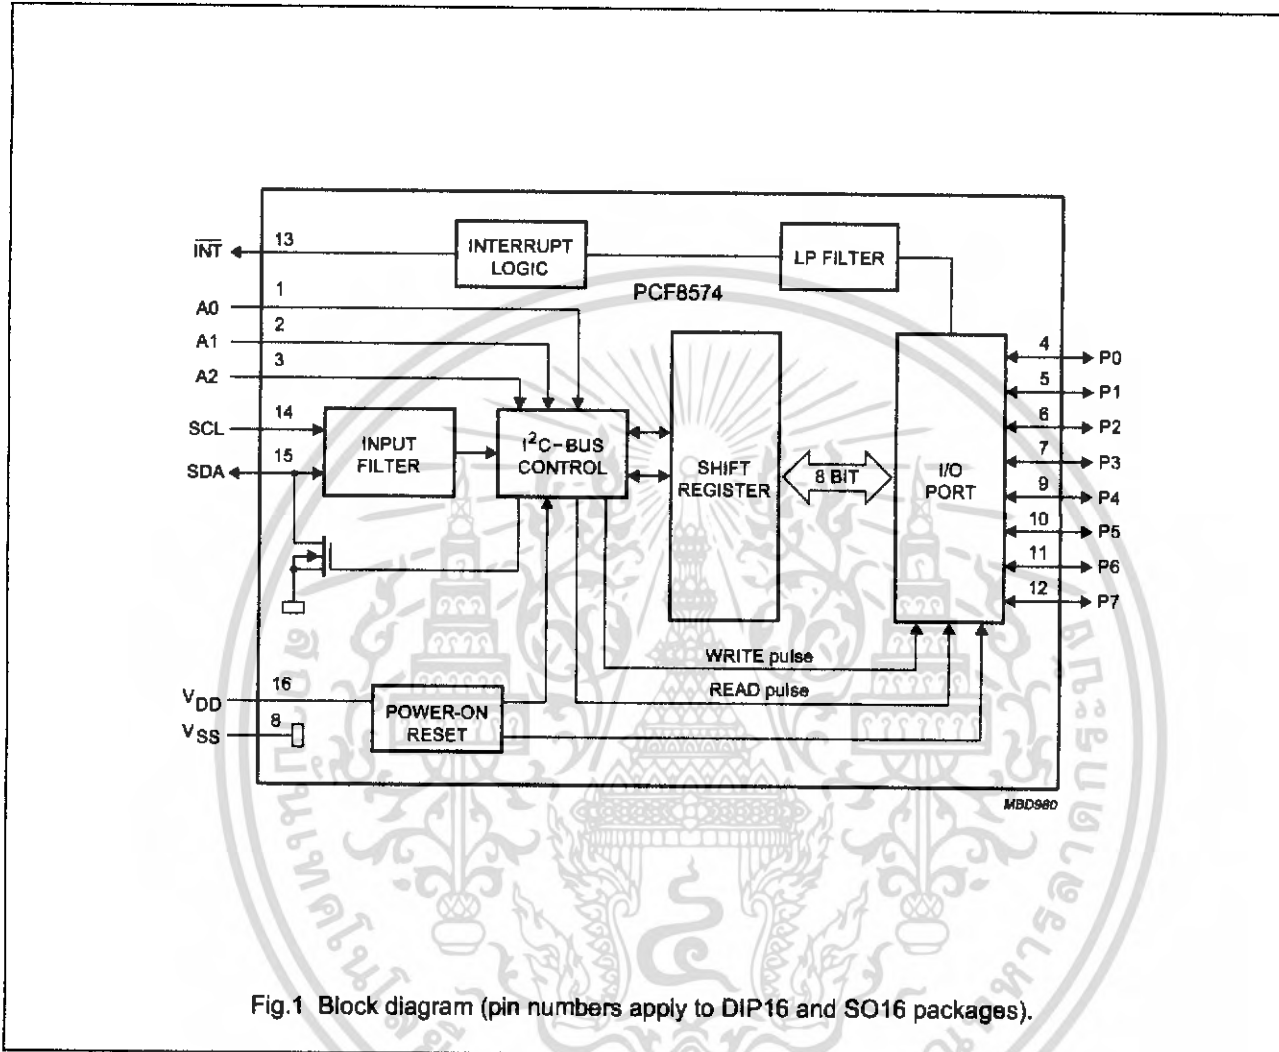 INT 13 INTERRUPT LOGIC LP FILTER
PCF8574
A0 1
A1 2
A2 3
SCL 14
SDA 15
INPUT FILTER
I²C-BUS CONTROL
SHIFT REGISTER
8 BIT
I/O PORT
4 P0
5 P1
6 P2
7 P3
9 P4
10 P5
11 P6
12 P7
WRITE pulse
READ pulse
VDD 16
VSS 8
POWER-ON RESET
MBD980
Fig.1 Block diagram (pin numbers apply to DIP16 and SO16 packages).